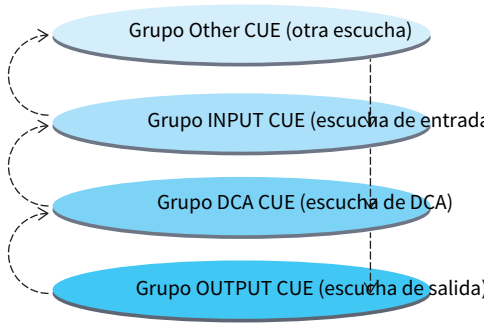 Grupo Other CUE (otra escucha)
Grupo INPUT CUE (escucha de entrada
Grupo DCA CUE (escucha de DCA)
Grupo OUTPUT CUE (escucha de salida)